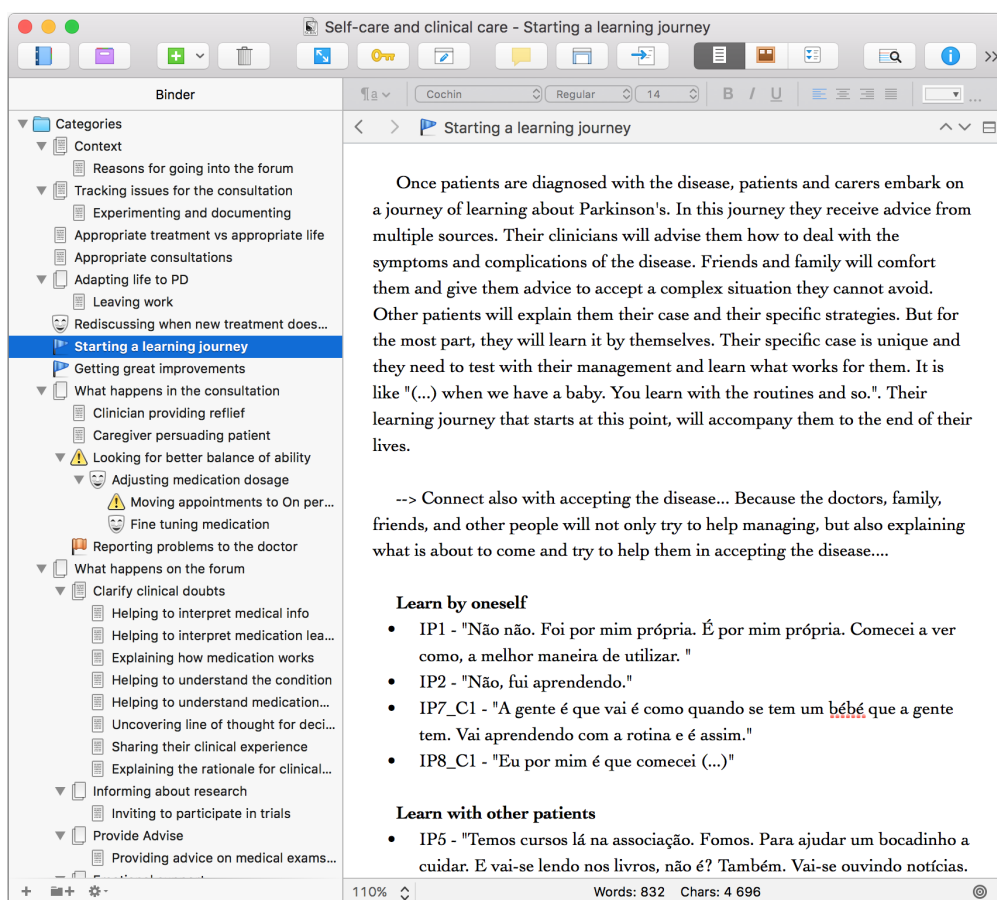 Self-care and clinical care - Starting a learning journey
Binder
Cochin
Regular
14
B I U
Categories
Context
Reasons for going into the forum
Tracking issues for the consultation
Experimenting and documenting
Appropriate treatment vs appropriate life
Appropriate consultations
Adapting life to PD
Leaving work
Rediscussing when new treatment does...
Starting a learning journey
Getting great improvements
What happens in the consultation
Clinician providing reflief
Caregiver persuading patient
Looking for better balance of ability
Adjusting medication dosage
Moving appointments to On per...
Fine tuning medication
Reporting problems to the doctor
What happens on the forum
Clarify clinical doubts
Helping to interpret medical info
Helping to interpret medication lea...
Explaining how medication works
Helping to understand the condition
Helping to understand medication...
Uncovering line of thought for deci...
Sharing their clinical experience
Explaining the rationale for clinical...
Informing about research
Inviting to participate in trials
Provide Advise
Providing advice on medical exams...
Starting a learning journey
Once patients are diagnosed with the disease, patients and carers embark on
a journey of learning about Parkinson's. In this journey they receive advice from
multiple sources. Their clinicians will advise them how to deal with the
symptoms and complications of the disease. Friends and family will comfort
them and give them advice to accept a complex situation they cannot avoid.
Other patients will explain them their case and their specific strategies. But for
the most part, they will learn it by themselves. Their specific case is unique and
they need to test with their management and learn what works for them. It is
like "(...) when we have a baby. You learn with the routines and so.". Their
learning journey that starts at this point, will accompany them to the end of their
lives.
--> Connect also with accepting the disease... Because the doctors, family,
friends, and other people will not only try to help managing, but also explaining
what is about to come and try to help them in accepting the disease....
Learn by oneself
• IP1 - "Não não. Foi por mim própria. É por mim própria. Comecei a ver
como, a melhor maneira de utilizar. "
• IP2 - "Não, fui aprendendo."
• IP7_C1 - "A gente é que vai é como quando se tem um bébé que a gente
tem. Vai aprendendo com a rotina e é assim."
• IP8_C1 - "Eu por mim é que comecei (...)"
Learn with other patients
• IP5 - "Temos cursos lá na associação. Fomos. Para ajudar um bocadinho a
cuidar. E vai-se lendo nos livros, não é? Também. Vai-se ouvindo notícias.
110%
Words: 832 Chars: 4 696